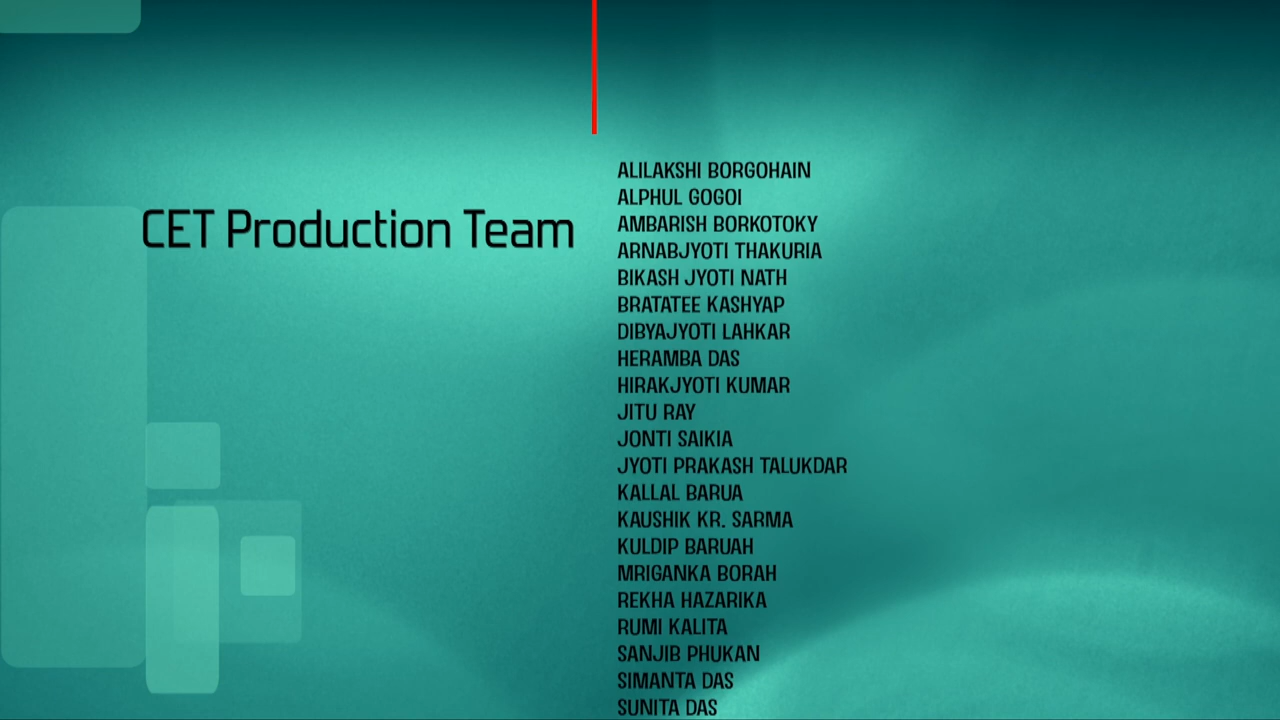 CET Production Team
ALILAKSHI BORGOHAIN
ALPHUL GOGOI
AMBARISH BORKOTOKY
ARNABJYOTI THAKURIA
BIKASH JYOTI NATH
BRATATEE KASHYAP
DIBYAJYOTI LAHKAR
HERAMBA DAS
HIRAKJYOTI KUMAR
JITU RAY
JONTI SAIKIA
JYOTI PRAKASH TALUKDAR
KALLAL BARUA
KAUSHIK KR. SARMA
KULDIP BARUAH
MRIGANKA BORAH
REKHA HAZARIKA
RUMI KALITA
SANJIB PHUKAN
SIMANTA DAS
SUNITA DAS